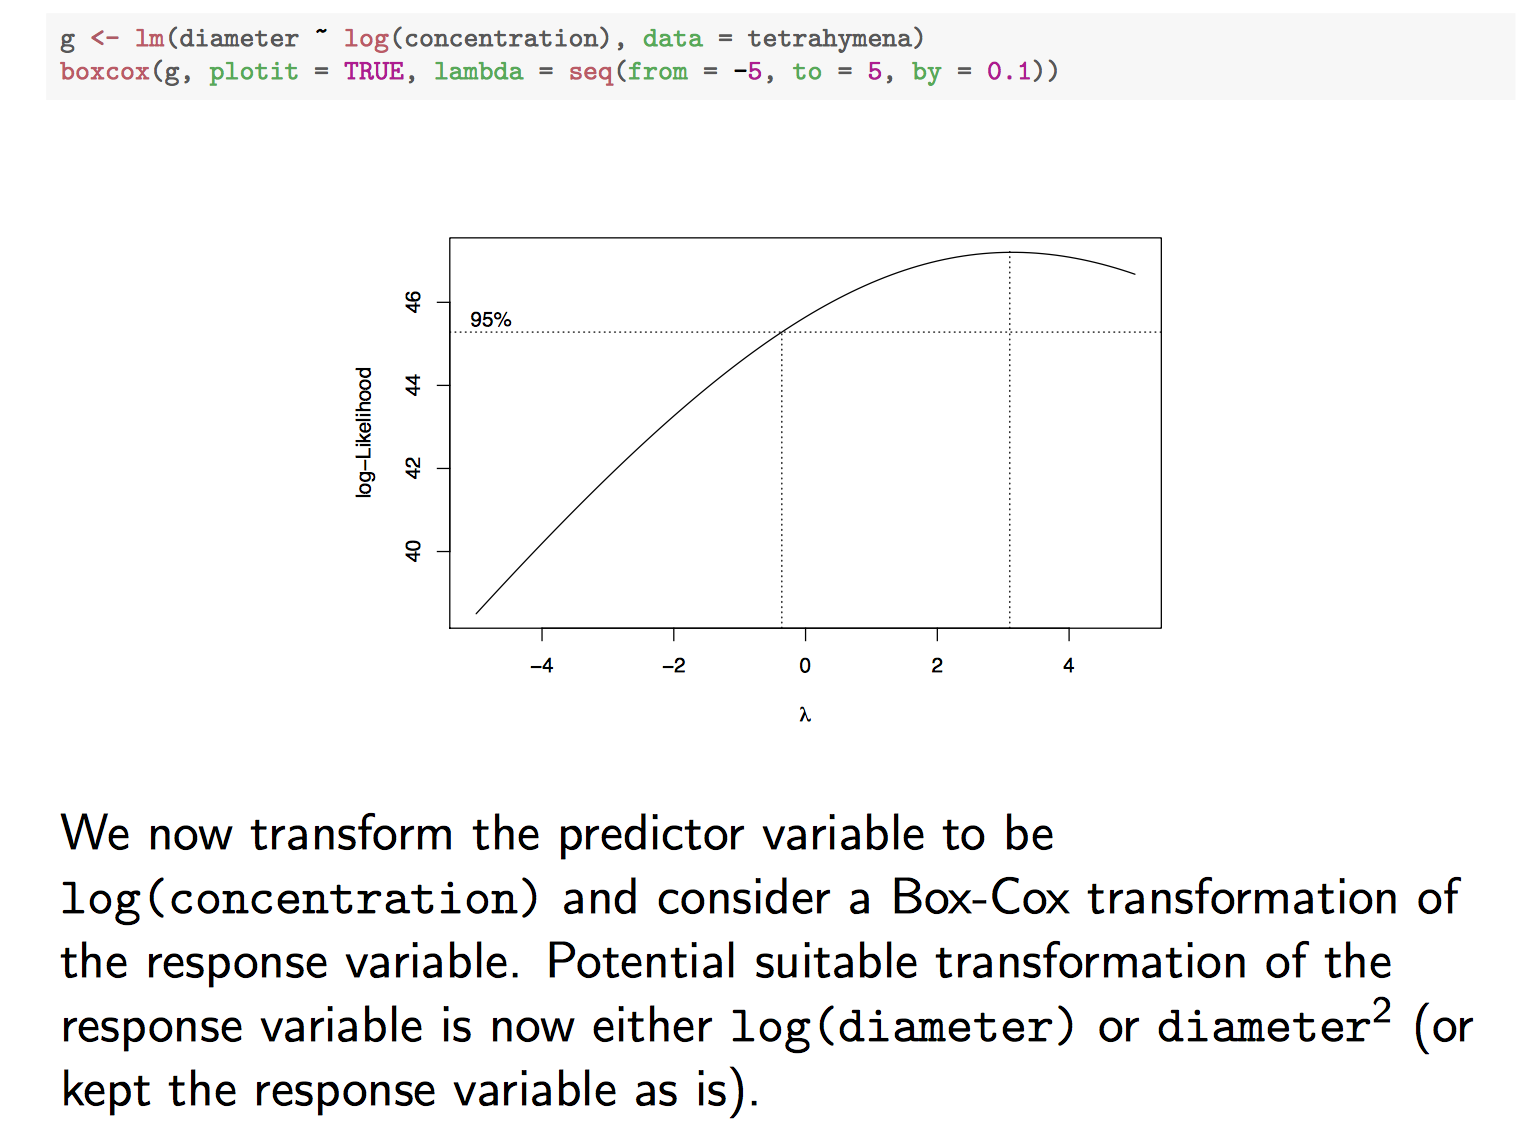 g <- lm(diameter ~ log(concentration), data = tetrahymena)
boxcox(g, plotit = TRUE, lambda = seq(from = -5, to = 5, by = 0.1))
95%
log−Likelihood
46
44
42
40
−4 −2 0 2 4
λ
We now transform the predictor variable to be
log(concentration) and consider a Box-Cox transformation of
the response variable. Potential suitable transformation of the
response variable is now either log(diameter) or diameter² (or
kept the response variable as is).